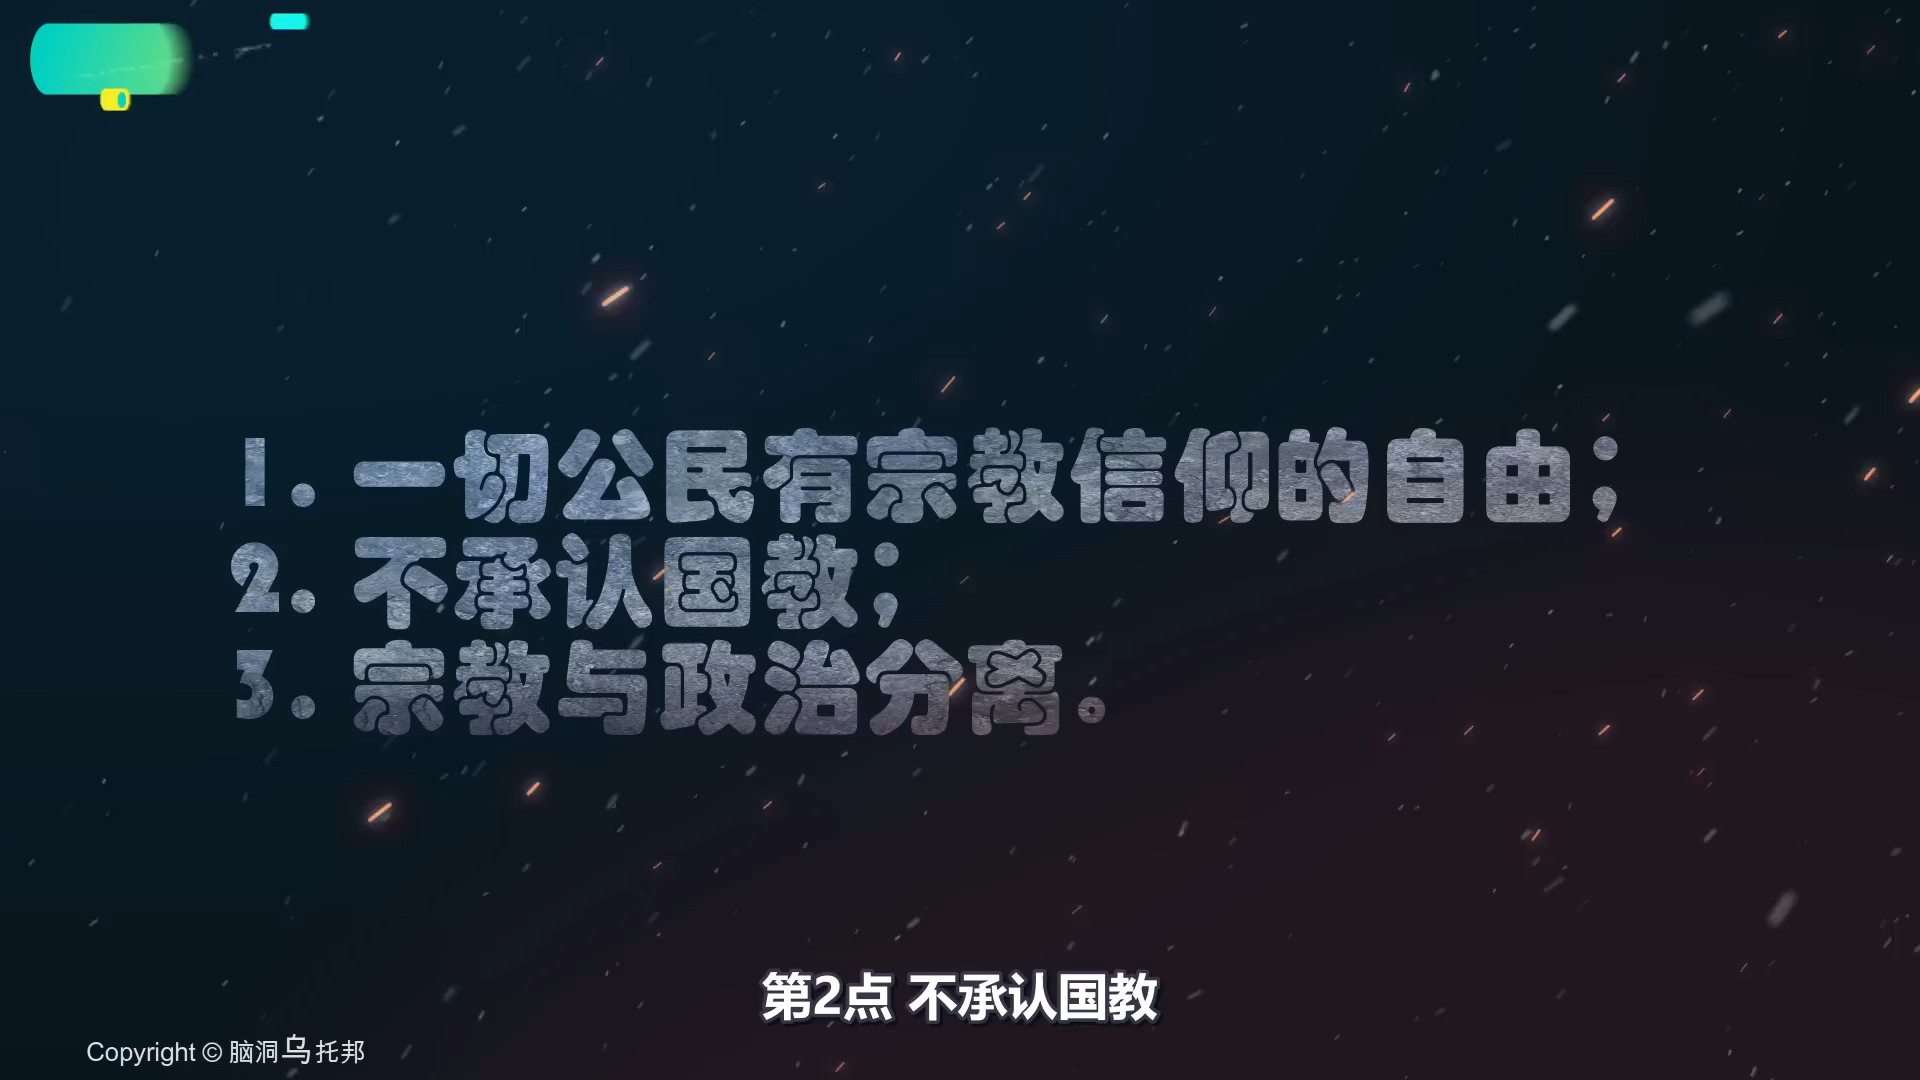 1. 一切公民有宗教信仰的自由；
2. 不承认国教；
3. 宗教与政治分离。
第2点 不承认国教
Copyright © 脑洞乌托邦